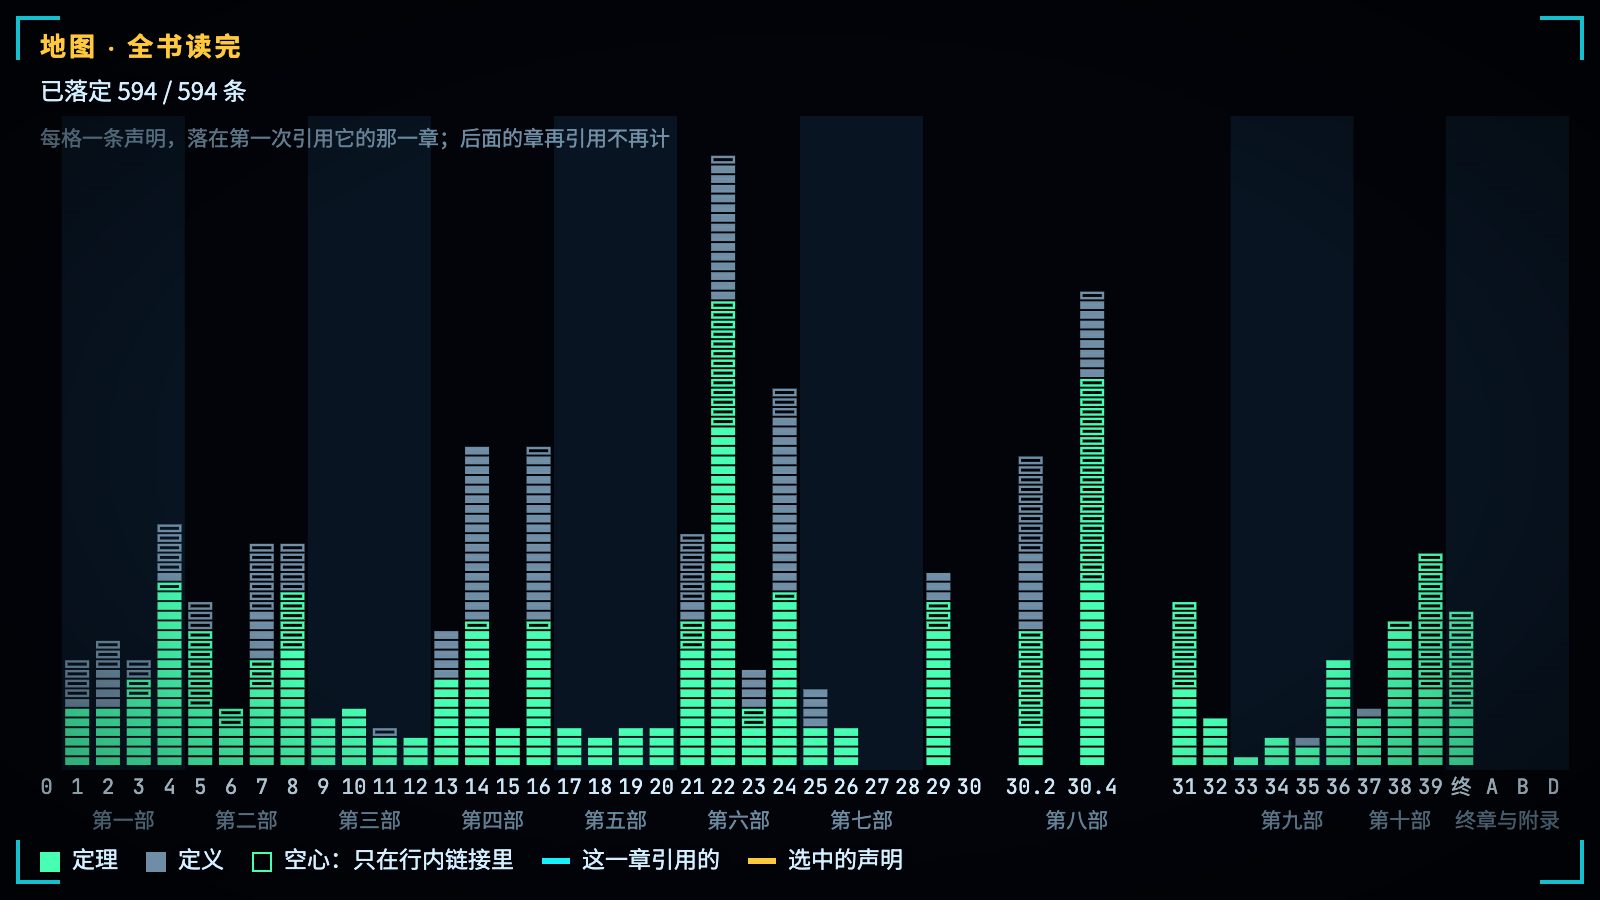 地图 · 全书读完
已落定 594 / 594 条
每格一条声明，落在第一次引用它的那一章；后面的章再引用不再计
0 1 2 3 4 5 6 7 8 9 10 11 12 13 14 15 16 17 18 19 20 21 22 23 24 25 26 27 28 29 30 30.2 30.4 31 32 33 34 35 36 37 38 39 终 A B D
第一部 第二部 第三部 第四部 第五部 第六部 第七部 第八部 第九部 第十部 终章与附录
定理 定义 空心：只在行内链接里 这一章引用的 选中的声明